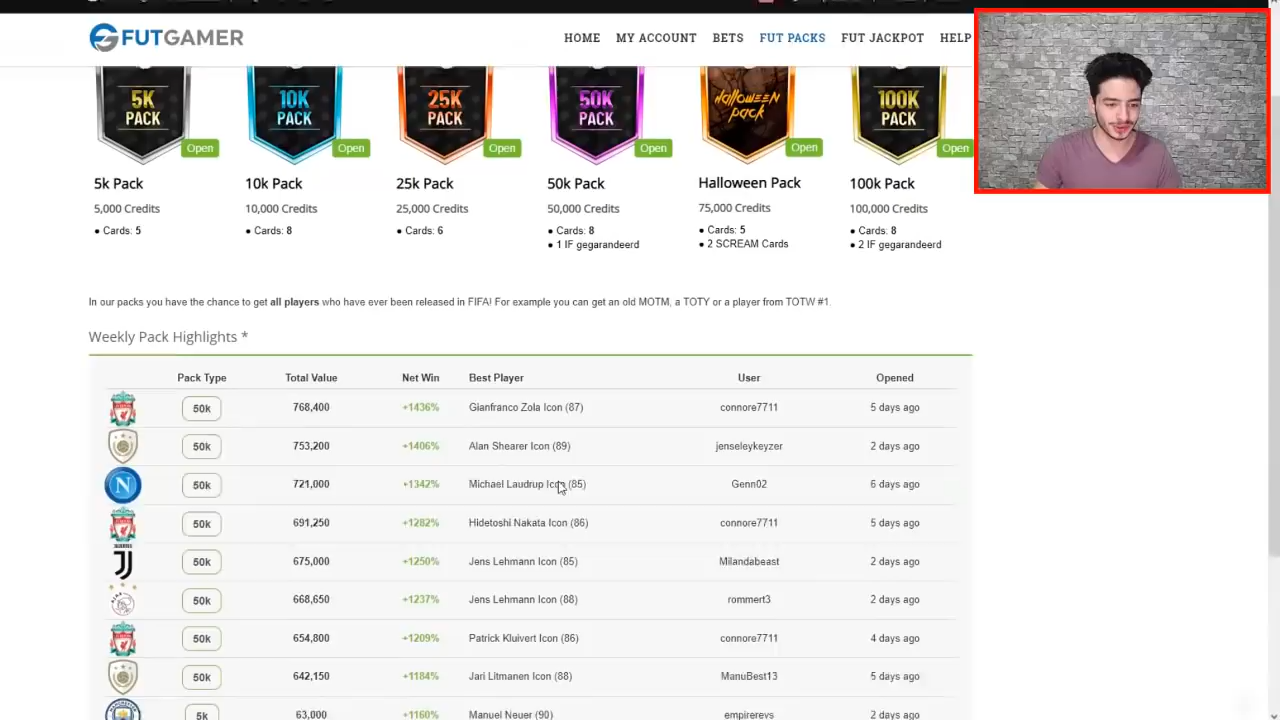 FUTGAMER
HOME MY ACCOUNT BETS FUT PACKS FUT JACKPOT HELP
5K PACK
10K PACK
25K PACK
50K PACK
Halloween pack
100K PACK
Open Open Open Open Open Open
5k Pack 10k Pack 25k Pack 50k Pack Halloween Pack 100k Pack
5,000 Credits 10,000 Credits 25,000 Credits 50,000 Credits 75,000 Credits 100,000 Credits
● Cards: 5 ● Cards: 8 ● Cards: 6 ● Cards: 8 ● Cards: 5 ● Cards: 8
● 1 IF gegarandeerd ● 2 SCREAM Cards ● 2 IF gegarandeerd
In our packs you have the chance to get all players who have ever been released in FIFA! For example you can get an old MOTM, a TOTY or a player from TOTW #1.
Weekly Pack Highlights *
Pack Type Total Value Net Win Best Player User Opened
50k 768,400 +1436% Gianfranco Zola Icon (87) connore7711 5 days ago
50k 753,200 +1406% Alan Shearer Icon (89) jenseleykeyzer 2 days ago
50k 721,000 +1342% Michael Laudrup Icon (85) Genn02 6 days ago
50k 691,250 +1282% Hidetoshi Nakata Icon (86) connore7711 5 days ago
50k 675,000 +1250% Jens Lehmann Icon (85) Milandabeast 2 days ago
50k 668,650 +1237% Jens Lehmann Icon (88) rommert3 2 days ago
50k 654,800 +1209% Patrick Kluivert Icon (86) connore7711 4 days ago
50k 642,150 +1184% Jari Litmanen Icon (88) ManuBest13 5 days ago
5k 63,000 +1160% Manuel Neuer (90) empirerevs 2 days ago